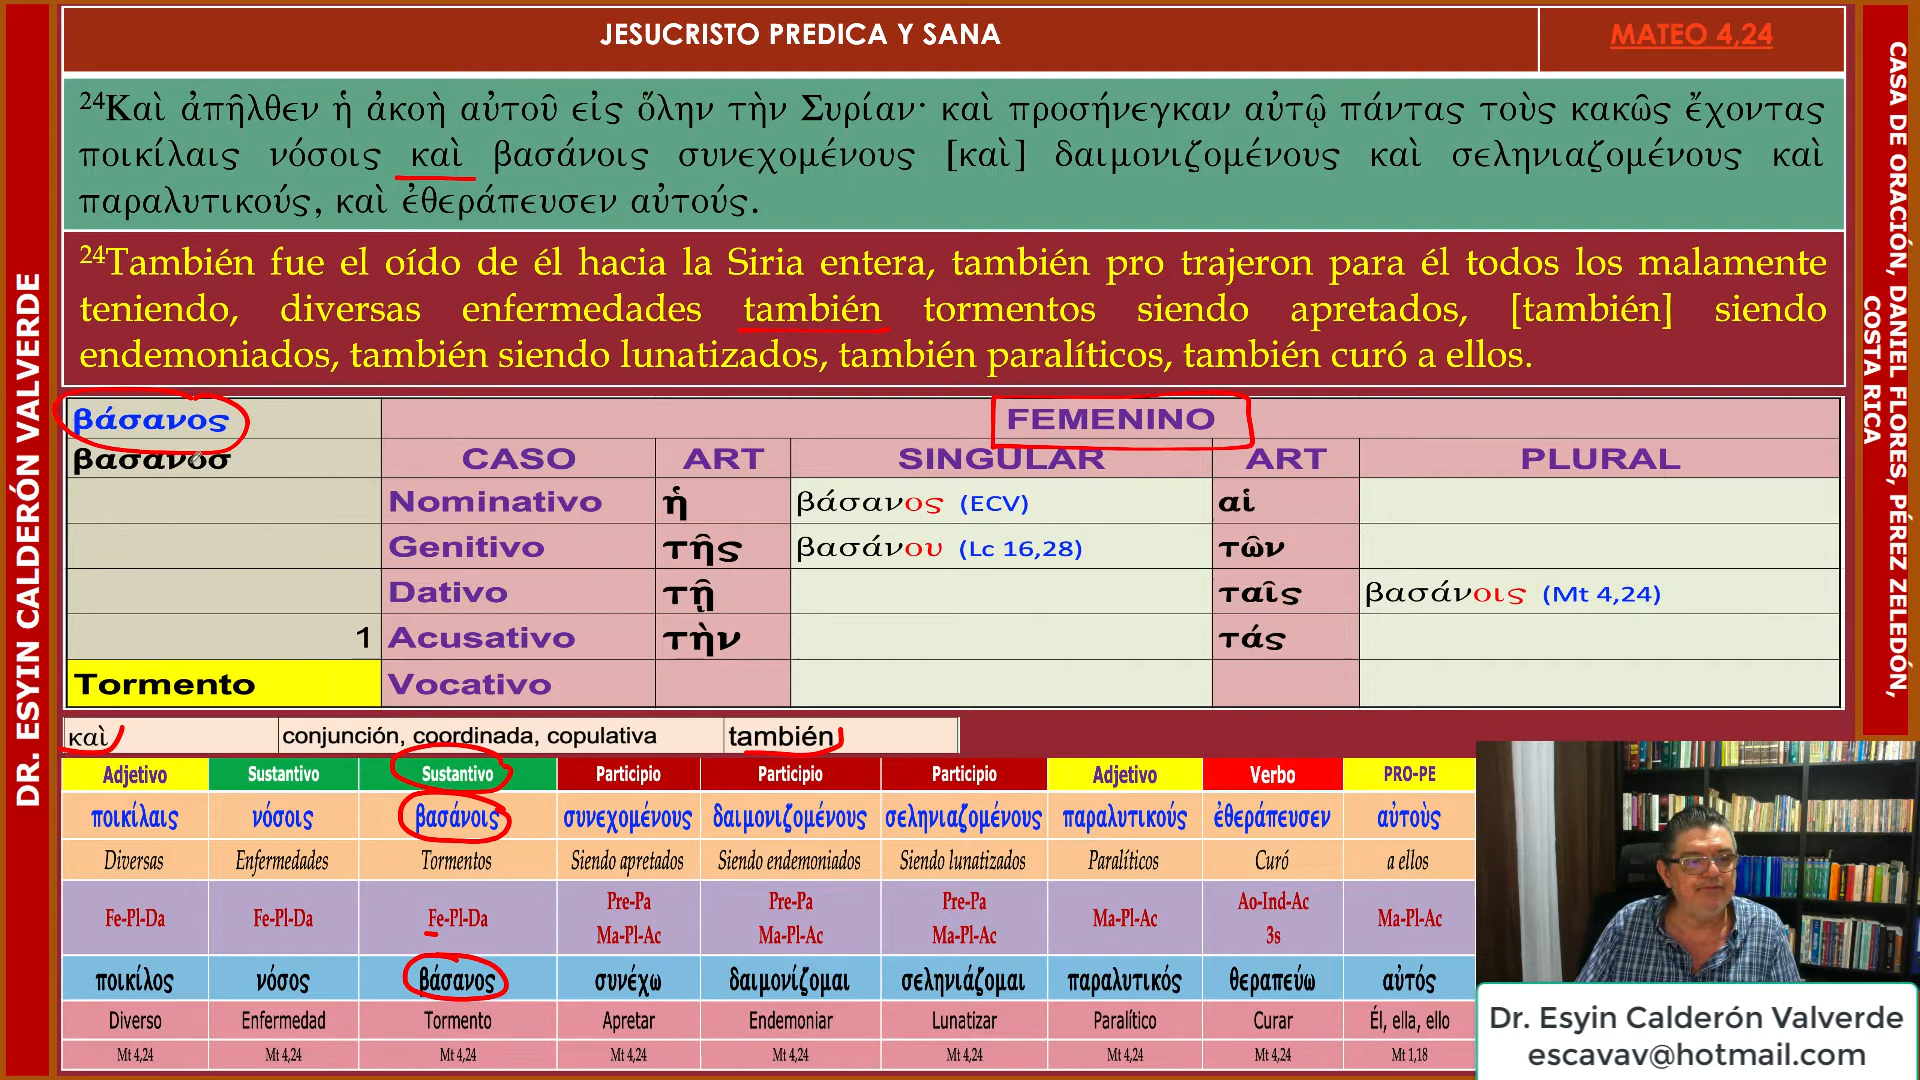 JESUCRISTO PREDICA Y SANA
MATEO 4,24
²⁴Καὶ ἀπῆλθεν ἡ ἀκοὴ αὐτοῦ εἰς ὅλην τὴν Συρίαν· καὶ προσήνεγκαν αὐτῷ πάντας τοὺς κακῶς ἔχοντας
ποικίλαις νόσοις καὶ βασάνοις συνεχομένους [καὶ] δαιμονιζομένους καὶ σεληνιαζομένους καὶ
παραλυτικούς, καὶ ἐθεράπευσεν αὐτούς.
²⁴También fue el oído de él hacia la Siria entera, también pro trajeron para él todos los malamente
teniendo, diversas enfermedades también tormentos siendo apretados, [también] siendo
endemoniados, también siendo lunatizados, también paralíticos, también curó a ellos.
βάσανος FEMENINO
βασανοσ CASO ART SINGULAR ART PLURAL
Nominativo ἡ βάσανος (ECV) αἱ
Genitivo τῆς βασάνου (Lc 16,28) τῶν
Dativo τῇ ταῖς βασάνοις (Mt 4,24)
1 Acusativo τὴν τάς
Tormento Vocativo
καὶ conjunción, coordinada, copulativa también
Adjetivo Sustantivo Sustantivo Participio Participio Participio Adjetivo Verbo PRO-PE
ποικίλαις νόσοις βασάνοις συνεχομένους δαιμονιζομένους σεληνιαζομένους παραλυτικούς ἐθεράπευσεν αὐτοὺς
Diversas Enfermedades Tormentos Siendo apretados Siendo endemoniados Siendo lunatizados Paralíticos Curó a ellos
Fe-Pl-Da Fe-Pl-Da Fe-Pl-Da Pre-Pa Pre-Pa Pre-Pa Ma-Pl-Ac Ao-Ind-Ac Ma-Pl-Ac
Ma-Pl-Ac Ma-Pl-Ac Ma-Pl-Ac 3s
ποικίλος νόσος βάσανος συνέχω δαιμονίζομαι σεληνιάζομαι παραλυτικός θεραπεύω αὐτός
Diverso Enfermedad Tormento Apretar Endemoniar Lunatizar Paralítico Curar Él, ella, ello
Mt 4,24 Mt 4,24 Mt 4,24 Mt 4,24 Mt 4,24 Mt 4,24 Mt 4,24 Mt 4,24 Mt 1,18
DR. ESYIN CALDERÓN VALVERDE
CASA DE ORACIÓN, DANIEL FLORES, PÉREZ ZELEDÓN,
COSTA RICA
Dr. Esyin Calderón Valverde
escavav@hotmail.com